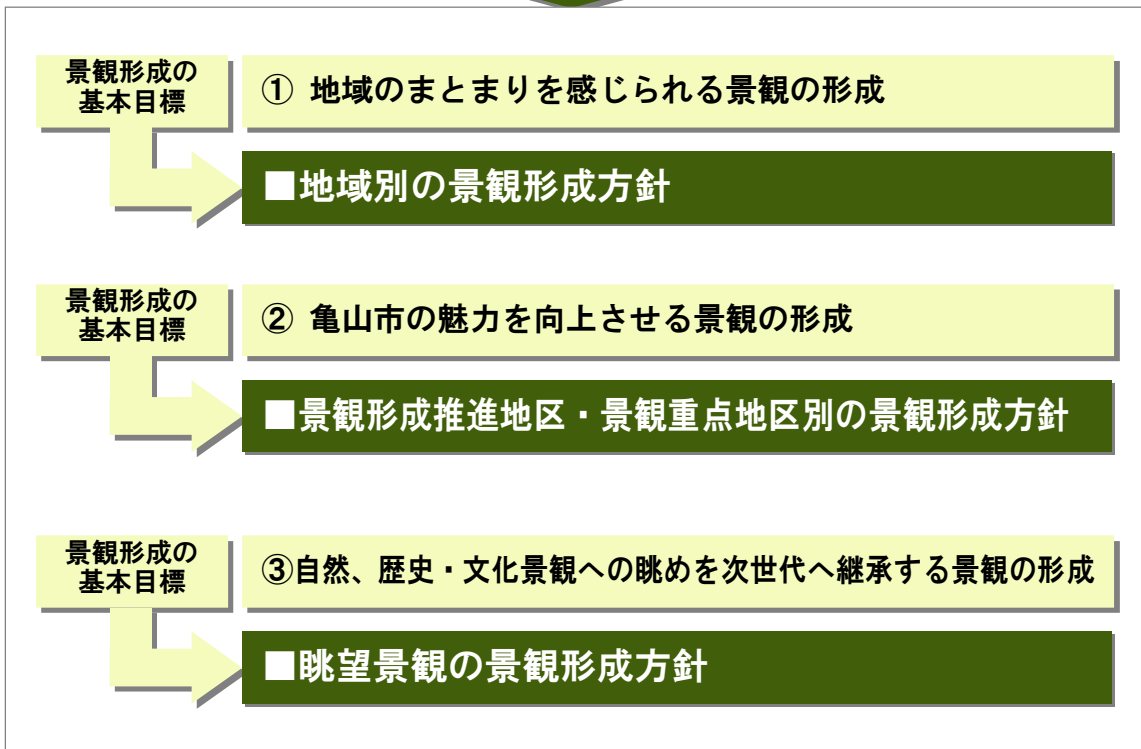 景観形成の
基本目標
① 地域のまとまりを感じられる景観の形成
■地域別の景観形成方針
景観形成の
基本目標
② 亀山市の魅力を向上させる景観の形成
■景観形成推進地区・景観重点地区別の景観形成方針
景観形成の
基本目標
③自然、歴史・文化景観への眺めを次世代へ継承する景観の形成
■眺望景観の景観形成方針